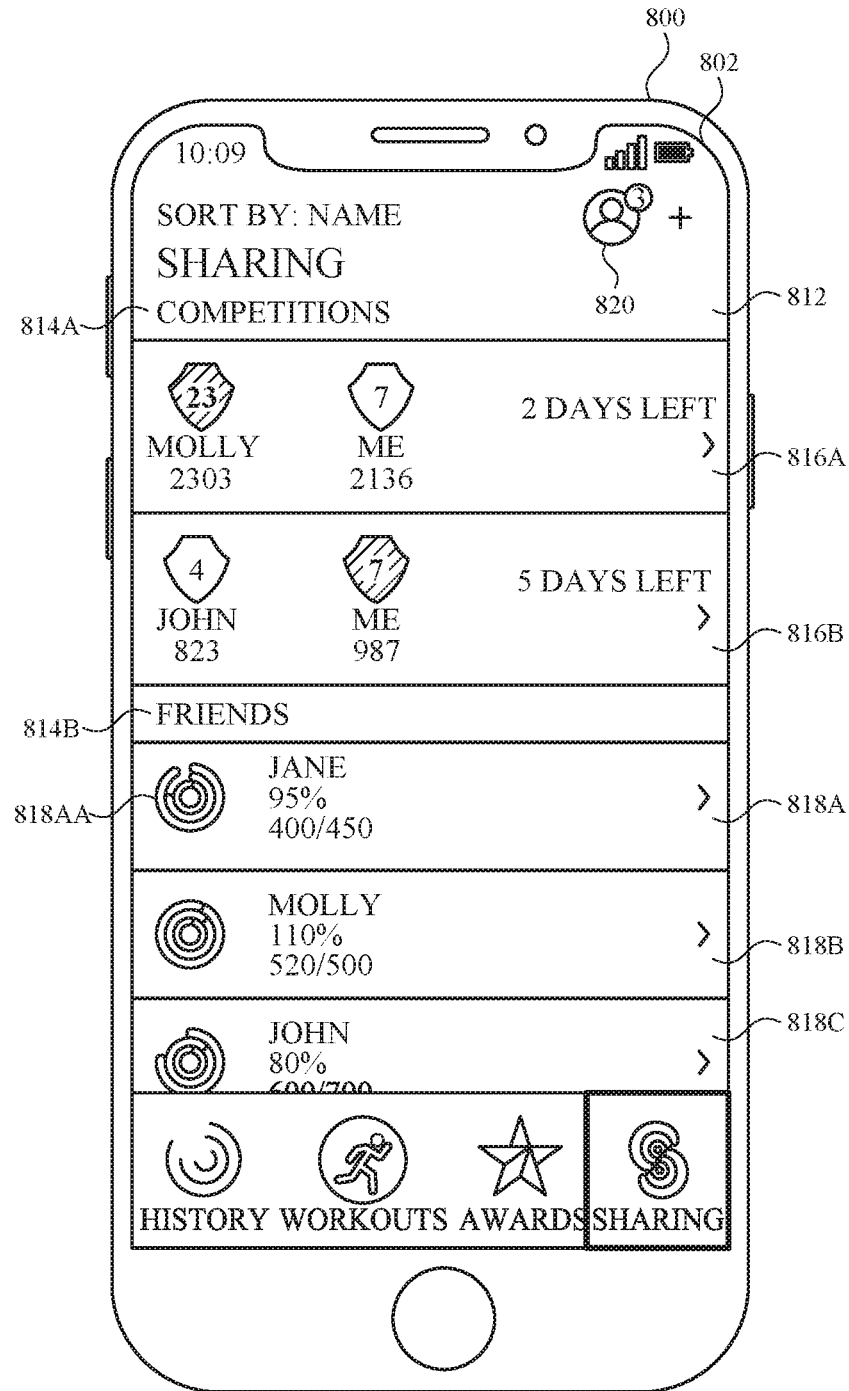 800
802
10:09
SORT BY: NAME
3
+
SHARING
820
812
814A
COMPETITIONS
23
7
2 DAYS LEFT
MOLLY
ME
816A
2303
2136
4
7
5 DAYS LEFT
JOHN
ME
816B
823
987
814B
FRIENDS
JANE
818AA
95%
818A
400/450
MOLLY
110%
818B
520/500
818C
JOHN
80%
600/700
HISTORY WORKOUTS AWARDS SHARING